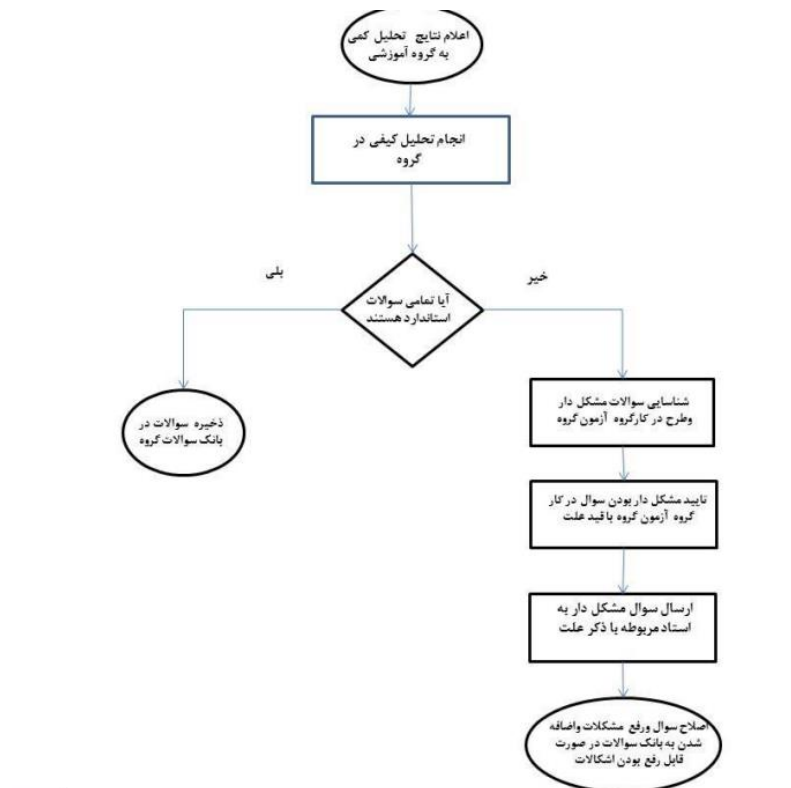 اعلام نتایج تحلیل کمی
به گروه آموزشی
انجام تحلیل کیفی در
گروه
آیا تمامی سوالات
استاندارد هستند
خیر
بلی
شناسایی سوالات مشکل دار
وطرح در کارگروه آزمون گروه
ذخیره سوالات در
بانک سوالات گروه
تایید مشکل دار بودن سوال در کار
گروه آزمون گروه با قید علت
ارسال سوال مشکل دار به
استاد مربوطه با ذکر علت
اصلاح سوال ورفع مشکلات واضافه
شدن به بانک سوالات در صورت
قابل رفع بودن اشکالات